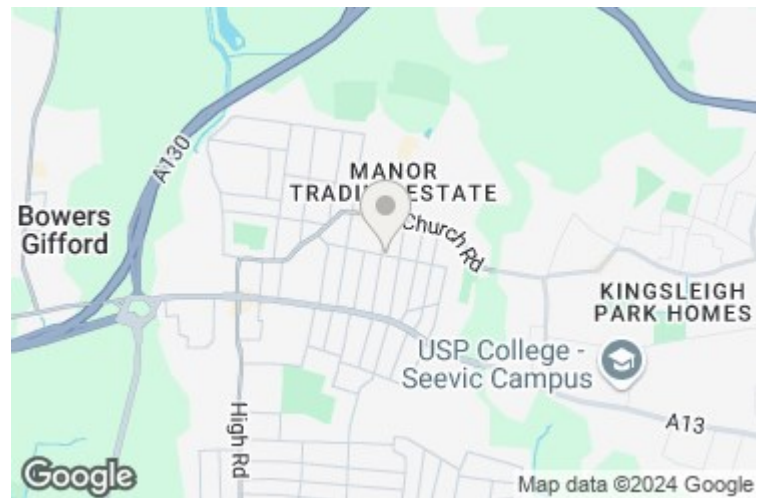 A130
MANOR
TRADING ESTATE
Church Rd
Bowers
Gifford
KINGSLEIGH
PARK HOMES
USP College -
Seevic Campus
High Rd
A13
Google
Map data ©2024 Google